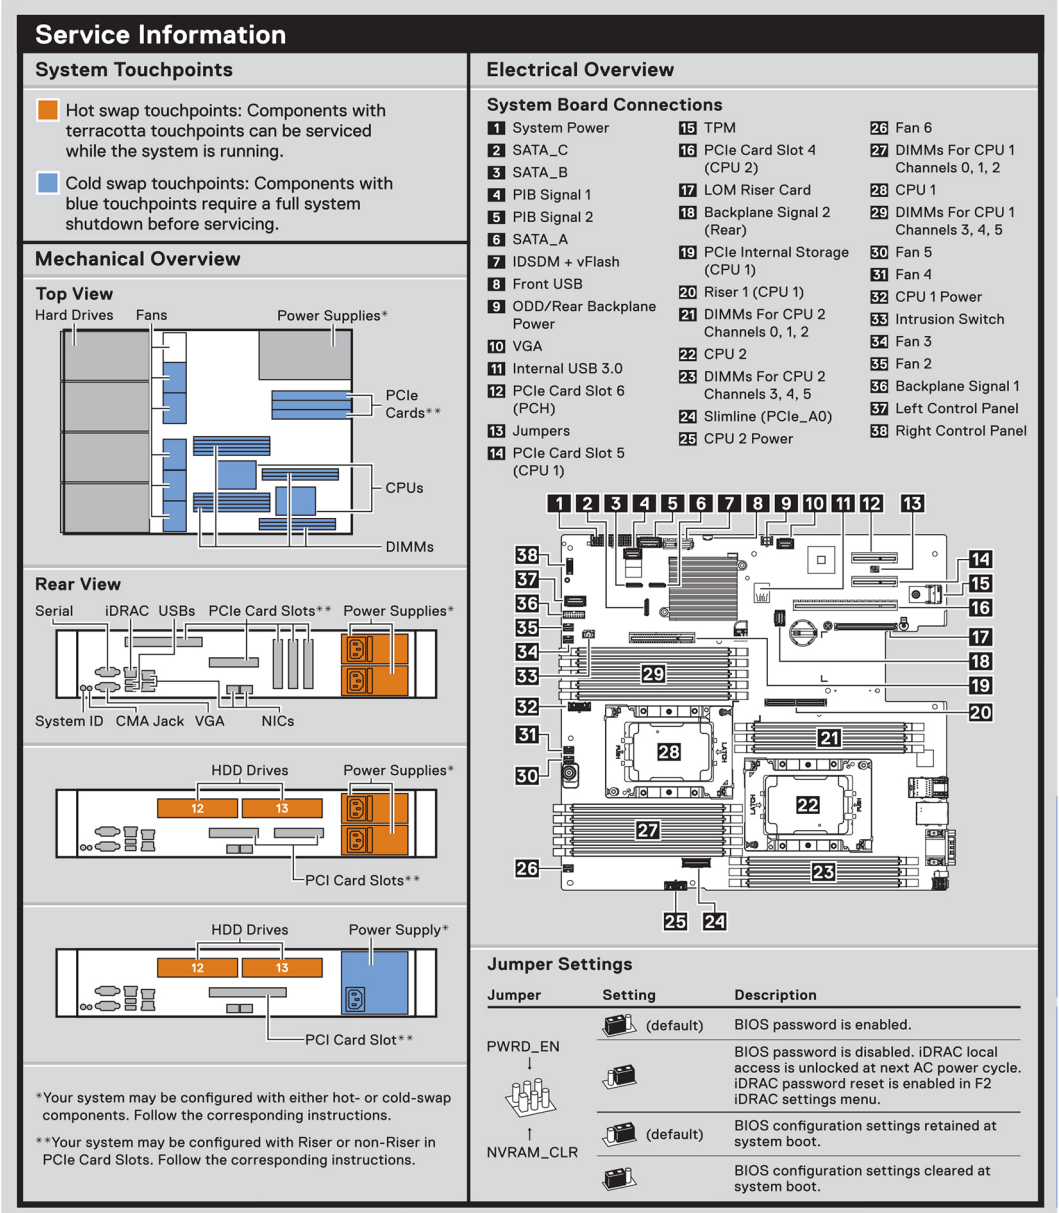 Service Information
System Touchpoints
Hot swap touchpoints: Components with
terracotta touchpoints can be serviced
while the system is running.
Cold swap touchpoints: Components with
blue touchpoints require a full system
shutdown before servicing.
Mechanical Overview
Top View
Hard Drives
Fans
Power Supplies*
PCIe
Cards**
CPUs
DIMMs
Rear View
Serial
iDRAC
USBs
PCIe Card Slots**
Power Supplies*
System ID
CMA Jack
VGA
NICs
HDD Drives
Power Supplies*
12
13
PCI Card Slots**
HDD Drives
Power Supply*
12
13
PCI Card Slot**
*Your system may be configured with either hot- or cold-swap
components. Follow the corresponding instructions.
**Your system may be configured with Riser or non-Riser in
PCIe Card Slots. Follow the corresponding instructions.
Electrical Overview
System Board Connections
1 System Power
2 SATA_C
3 SATA_B
4 PIB Signal 1
5 PIB Signal 2
6 SATA_A
7 IDSDM + vFlash
8 Front USB
9 ODD/Rear Backplane
Power
10 VGA
11 Internal USB 3.0
12 PCIe Card Slot 6
(PCH)
13 Jumpers
14 PCIe Card Slot 5
(CPU 1)
15 TPM
16 PCIe Card Slot 4
(CPU 2)
17 LOM Riser Card
18 Backplane Signal 2
(Rear)
19 PCIe Internal Storage
(CPU 1)
20 Riser 1 (CPU 1)
21 DIMMs For CPU 2
Channels 0, 1, 2
22 CPU 2
23 DIMMs For CPU 2
Channels 3, 4, 5
24 Slimline (PCIe_A0)
25 CPU 2 Power
26 Fan 6
27 DIMMs For CPU 1
Channels 0, 1, 2
28 CPU 1
29 DIMMs For CPU 1
Channels 3, 4, 5
30 Fan 5
31 Fan 4
32 CPU 1 Power
33 Intrusion Switch
34 Fan 3
35 Fan 2
36 Backplane Signal 1
37 Left Control Panel
38 Right Control Panel
1 2 3 4 5 6 7 8 9 10 11 12 13
38
14
37
15
36
16
35
34
17
33
18
29
19
32
20
31
21
28
PUSH
LATCH
30
22
LATCH
PUSH
27
26
23
25
24
Jumper Settings
Jumper
Setting
Description
PWRD_EN
(default)
BIOS password is enabled.
BIOS password is disabled. iDRAC local
access is unlocked at next AC power cycle.
iDRAC password reset is enabled in F2
iDRAC settings menu.
NVRAM_CLR
(default)
BIOS configuration settings retained at
system boot.
BIOS configuration settings cleared at
system boot.